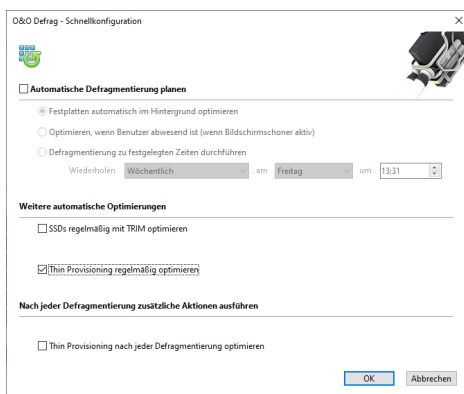 O&O Defrag - Schnellkonfiguration
Automatische Defragmentierung planen
Festplatten automatisch im Hintergrund optimieren
Optimieren, wenn Benutzer abwesend ist (wenn Bildschirmschoner aktiv)
Defragmentierung zu festgelegten Zeiten durchführen
Wiederholen Wöchentlich , am Freitag um 13:31
Weitere automatische Optimierungen
SSDs regelmäßig mit TRIM optimieren
Thin Provisioning regelmäßig optimieren
Nach jeder Defragmentierung zusätzliche Aktionen ausführen
Thin Provisioning nach jeder Defragmentierung optimieren
OK Abbrechen